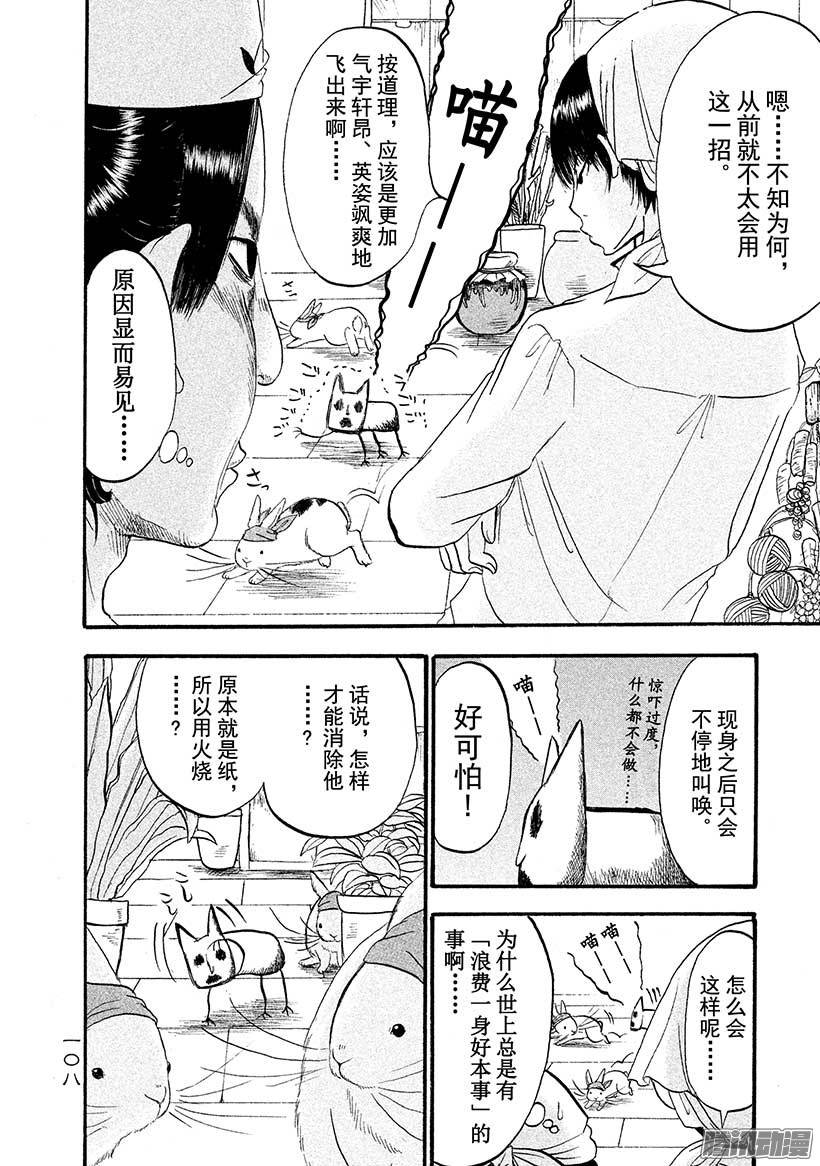 嗯……不知为何，
从前就不太会用
这一招。
喵——
按道理，应该是更加
气宇轩昂、英姿飒爽地
飞出来啊……
原因显而易见……
现身之后只会
不停地叫唤。
惊吓过度，
什么都不会做……
喵——
好可怕！
怎么会
这样呢……
喵——
喵——
为什么世上总是有
「浪费一身好本事」的
事啊……
话说，怎样
才能消除他
……？
原本就是纸，
所以用火烧
……？
一〇八
腾讯动漫